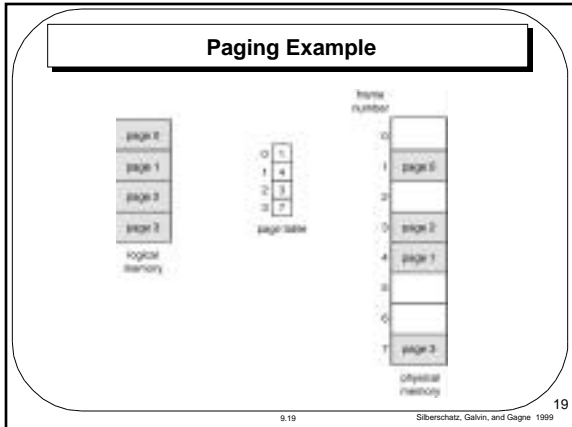 Paging Example
frame
number
page 0
page 1
page 2
page 3
logical
memory
0 1
1 4
2 3
3 7
page table
0
1 page 0
2
3 page 2
4 page 1
5
6
7 page 3
physical
memory
19
9.19
Silberschatz, Galvin, and Gagne 1999